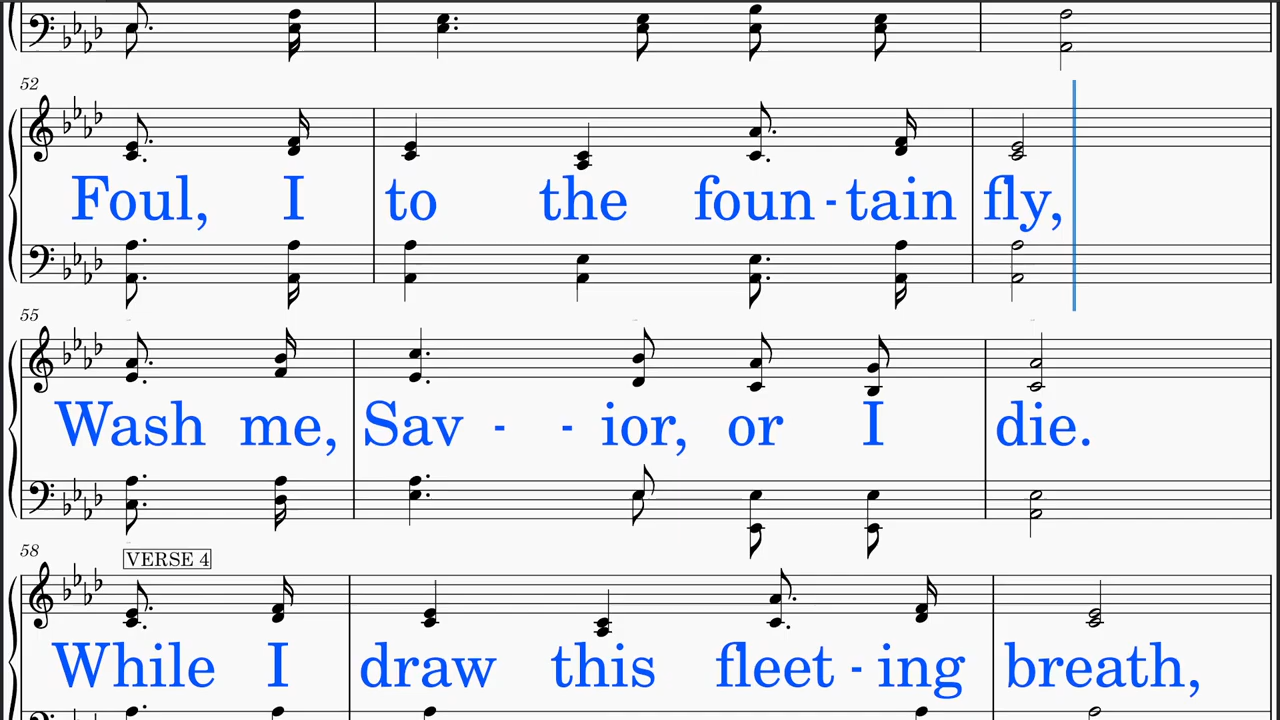 52
Foul, I to the foun - tain fly,
55
Wash me, Sav - - ior, or I die.
58
VERSE 4
While I draw this fleet - ing breath,